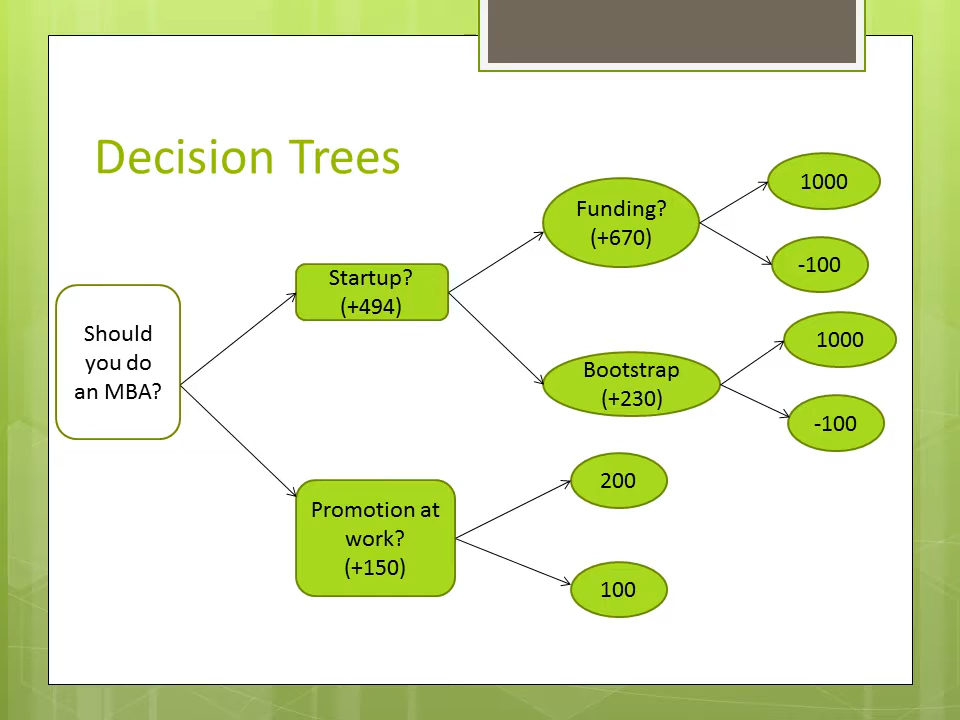 Decision Trees
Should
you do
an MBA?
Startup?
(+494)
Funding?
(+670)
1000
-100
Bootstrap
(+230)
1000
-100
Promotion at
work?
(+150)
200
100